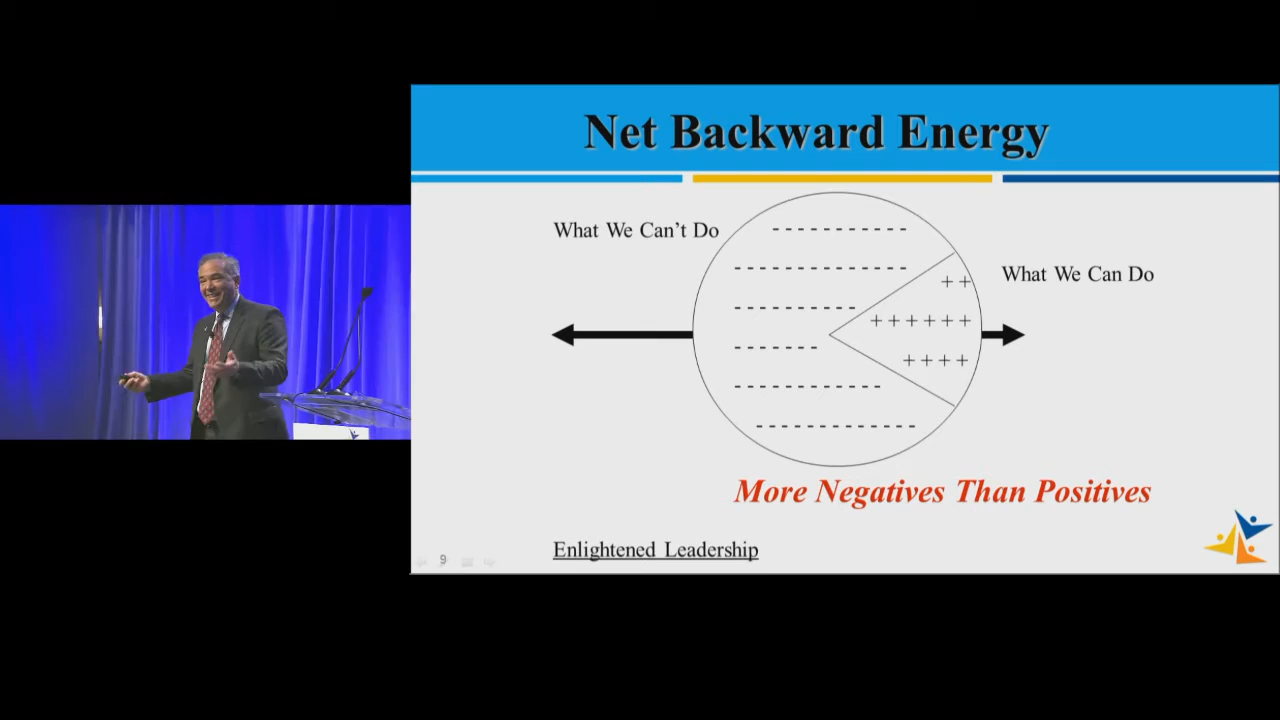 Net Backward Energy
What We Can't Do
- - - - - - - - - - -
- - - - - - - - - - - - - -
What We Can Do
+ +
- - - - - - - - - -
+ + + + + +
- - - - - - -
+ + + +
- - - - - - - - - - - -
- - - - - - - - - - - - -
More Negatives Than Positives
Enlightened Leadership
9